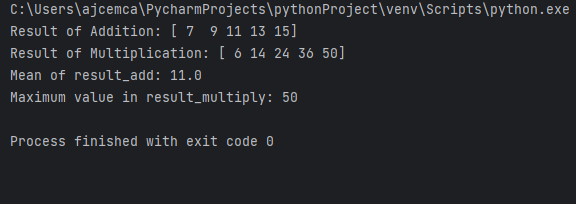 C:\Users\ajcemca\PycharmProjects\pythonProject\venv\Scripts\python.exe
Result of Addition: [ 7  9 11 13 15]
Result of Multiplication: [ 6 14 24 36 50]
Mean of result_add: 11.0
Maximum value in result_multiply: 50
Process finished with exit code 0